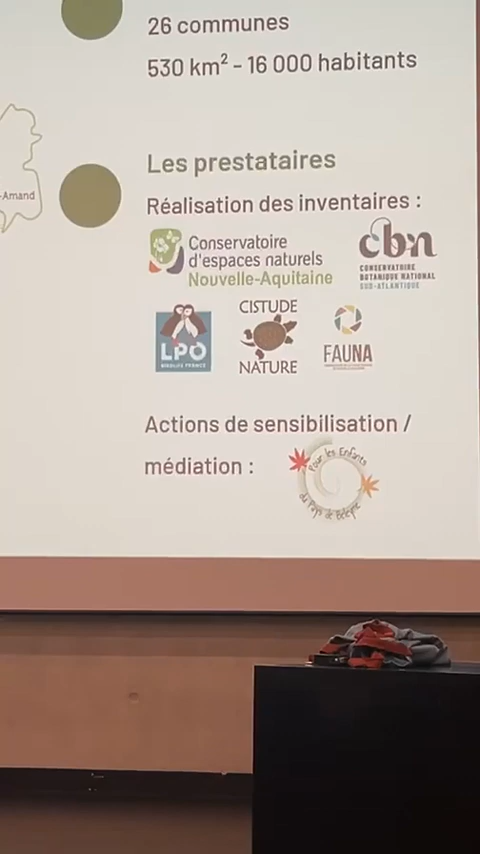 26 communes
530 km² - 16 000 habitants
-Amand
Les prestataires
Réalisation des inventaires :
Conservatoire
d'espaces naturels
Nouvelle-Aquitaine
cbn
CONSERVATOIRE
BOTANIQUE NATIONAL
SUD-ATLANTIQUE
LPO
CISTUDE
NATURE
FAUNA
Actions de sensibilisation /
médiation :
Pour les Enfants
du Pays de Beleyme